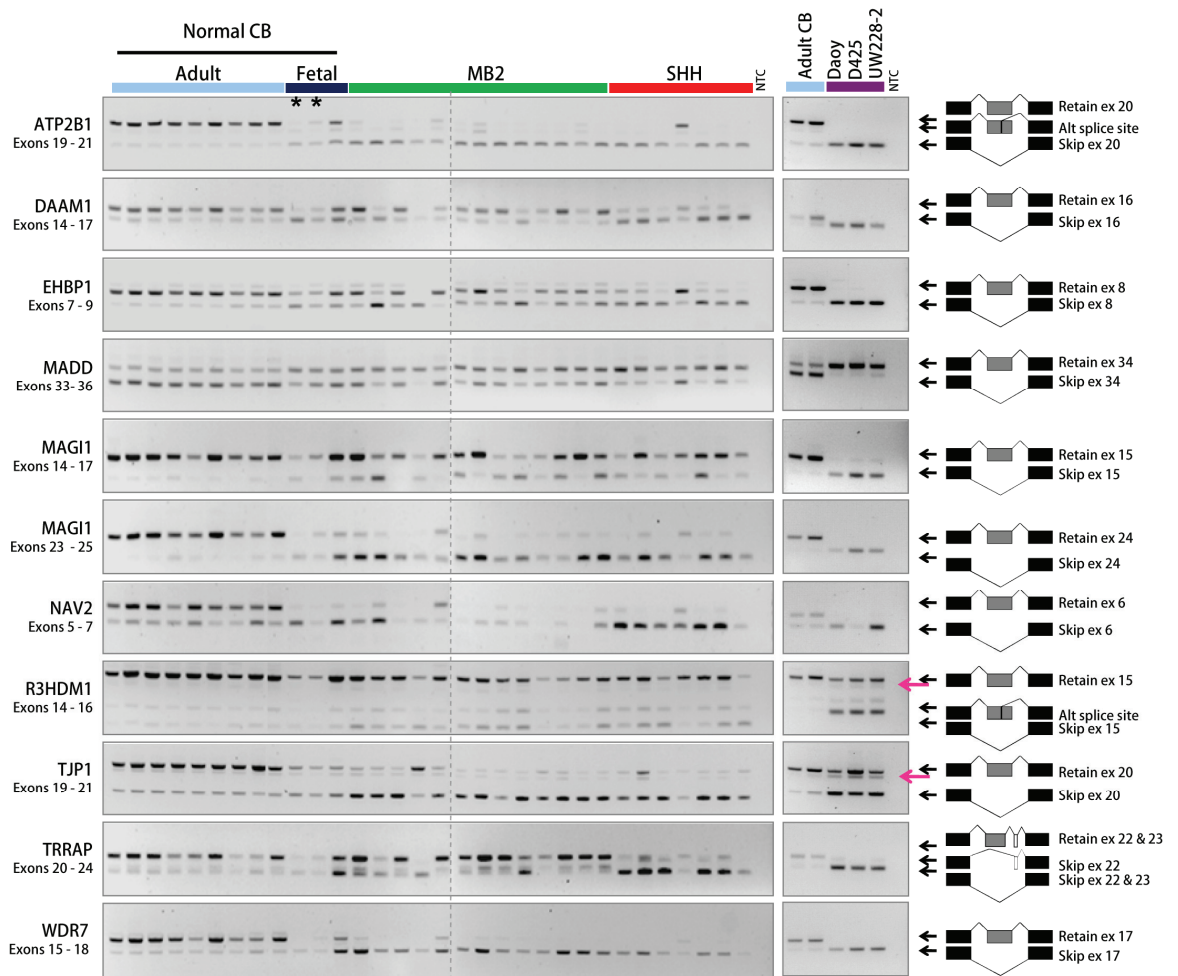 Normal CB
Adult
Fetal
MB2
SHH
NTC
Adult CB
Daoy
D425
UW228-2
NTC
* *
ATP2B1
Exons 19 - 21
Retain ex 20
Alt splice site
Skip ex 20
DAAM1
Exons 14 - 17
Retain ex 16
Skip ex 16
EHBP1
Exons 7 - 9
Retain ex 8
Skip ex 8
MADD
Exons 33- 36
Retain ex 34
Skip ex 34
MAGI1
Exons 14 - 17
Retain ex 15
Skip ex 15
MAGI1
Exons 23 - 25
Retain ex 24
Skip ex 24
NAV2
Exons 5 - 7
Retain ex 6
Skip ex 6
R3HDM1
Exons 14 - 16
Retain ex 15
Alt splice site
Skip ex 15
TJP1
Exons 19 - 21
Retain ex 20
Skip ex 20
TRRAP
Exons 20 - 24
Retain ex 22 & 23
Skip ex 22
Skip ex 22 & 23
WDR7
Exons 15 - 18
Retain ex 17
Skip ex 17